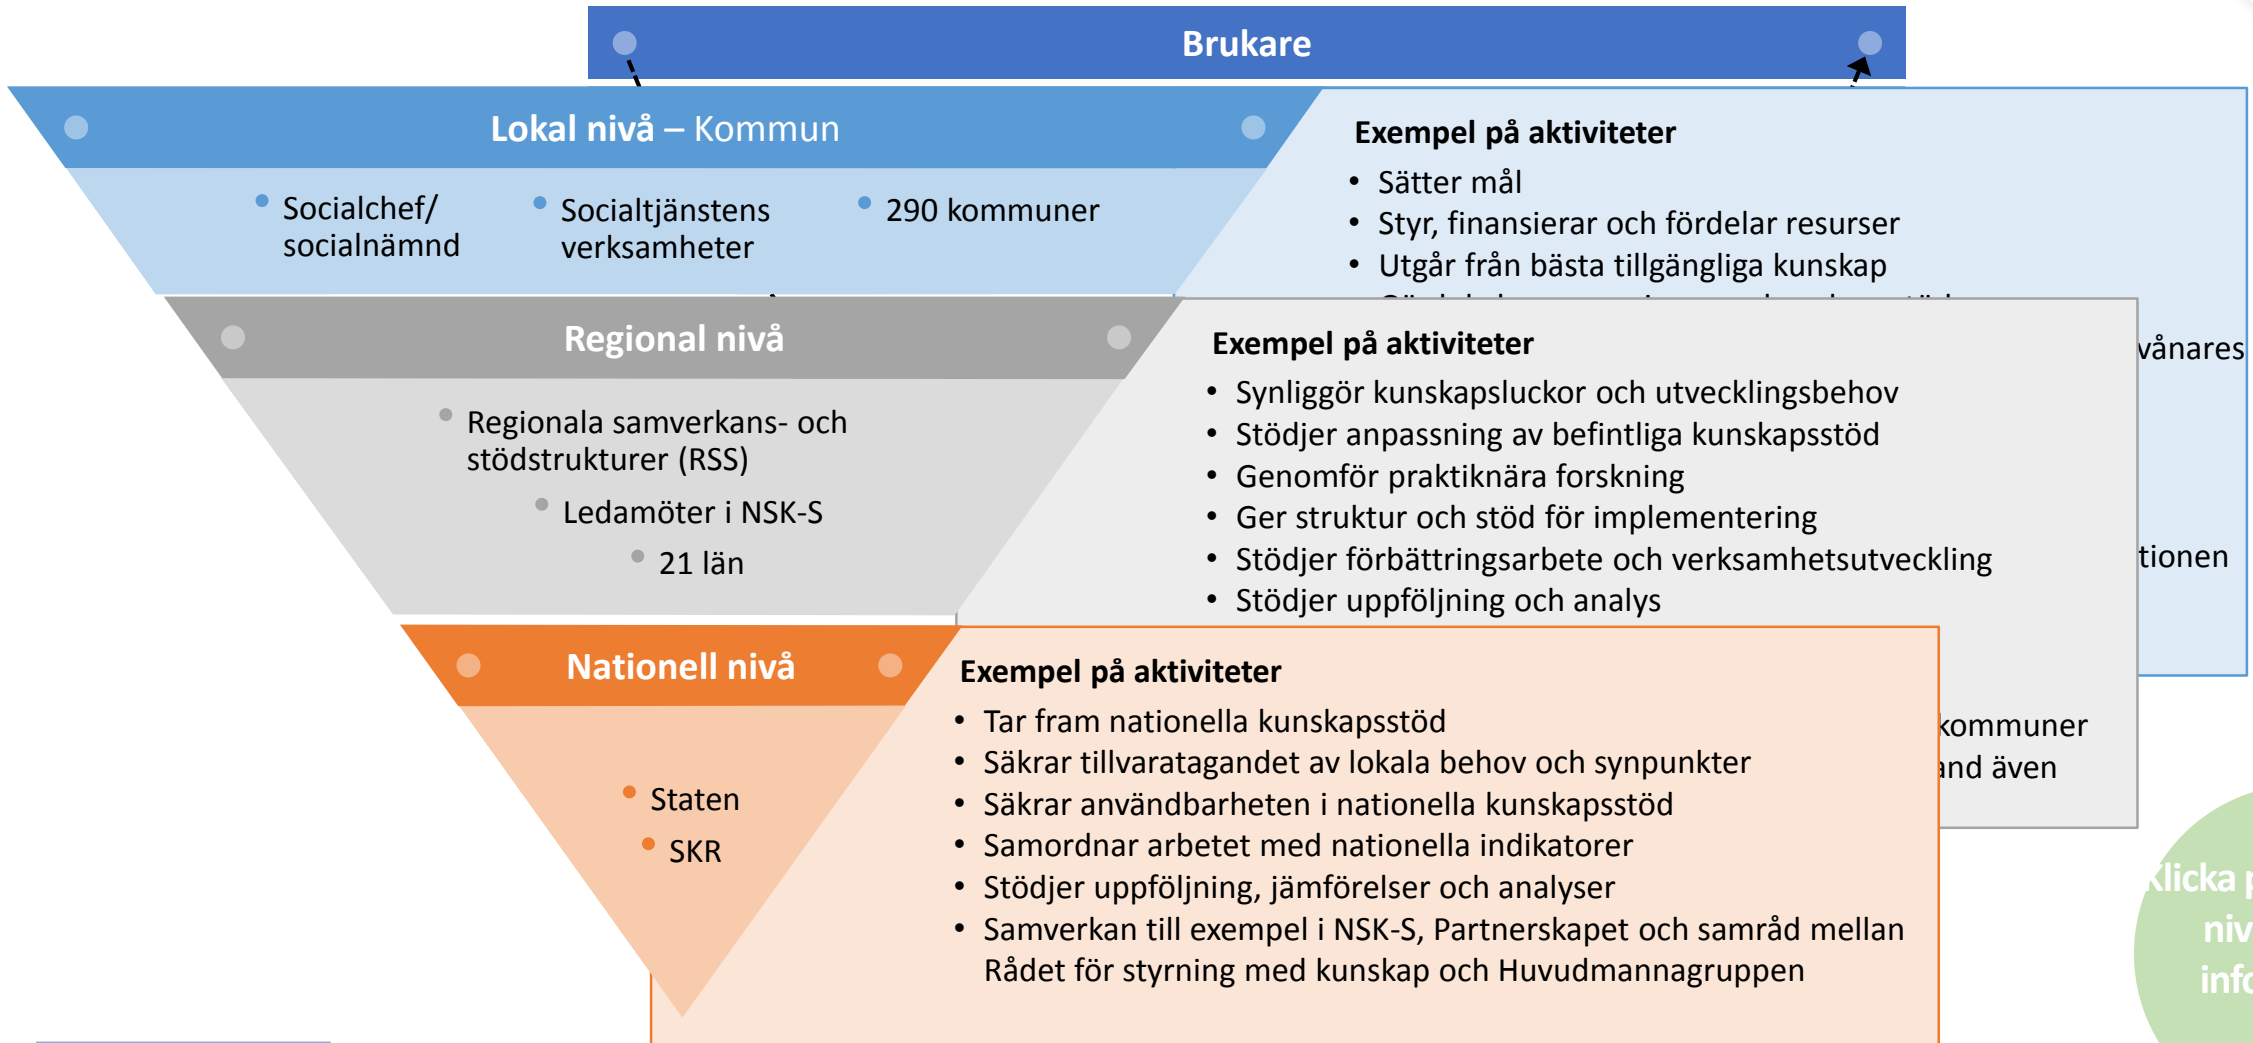 Brukare
Lokal nivå – Kommun
Socialchef/
socialnämnd
Socialtjänstens
verksamheter
290 kommuner
Exempel på aktiviteter
• Sätter mål
• Styr, finansierar och fördelar resurser
• Utgår från bästa tillgängliga kunskap
vånares
tionen
Regional nivå
Regionala samverkans- och
stödstrukturer (RSS)
Ledamöter i NSK-S
21 län
Exempel på aktiviteter
• Synliggör kunskapsluckor och utvecklingsbehov
• Stödjer anpassning av befintliga kunskapsstöd
• Genomför praktiknära forskning
• Ger struktur och stöd för implementering
• Stödjer förbättringsarbete och verksamhetsutveckling
• Stödjer uppföljning och analys
kommuner
and även
Nationell nivå
Staten
SKR
Exempel på aktiviteter
• Tar fram nationella kunskapsstöd
• Säkrar tillvaratagandet av lokala behov och synpunkter
• Säkrar användbarheten i nationella kunskapsstöd
• Samordnar arbetet med nationella indikatorer
• Stödjer uppföljning, jämförelser och analyser
• Samverkan till exempel i NSK-S, Partnerskapet och samråd mellan
Rådet för styrning med kunskap och Huvudmannagruppen
Klicka p
niv
info